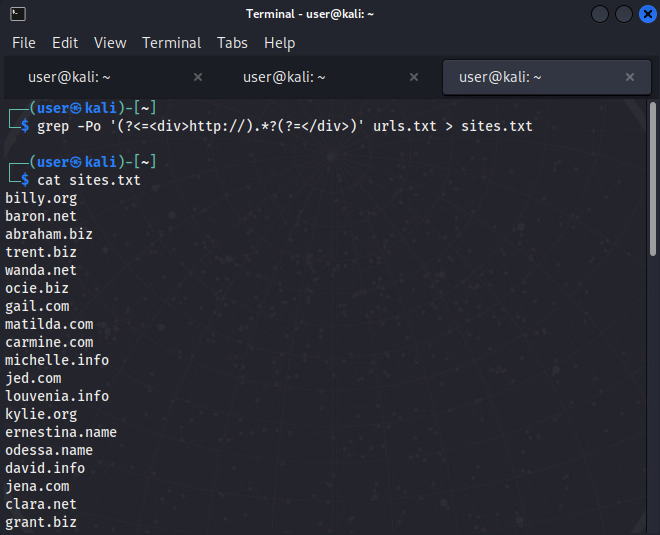 Terminal - user@kali: ~
File Edit View Terminal Tabs Help
user@kali: ~ × user@kali: ~ × user@kali: ~ ×
┌──(user㉿kali)-[~]
└─$ grep -Po '(?<=<div>http://).*?(?=</div>)' urls.txt > sites.txt
┌──(user㉿kali)-[~]
└─$ cat sites.txt
billy.org
baron.net
abraham.biz
trent.biz
wanda.net
ocie.biz
gail.com
matilda.com
carmine.com
michelle.info
jed.com
louvenia.info
kylie.org
ernestina.name
odessa.name
david.info
jena.com
clara.net
grant.biz